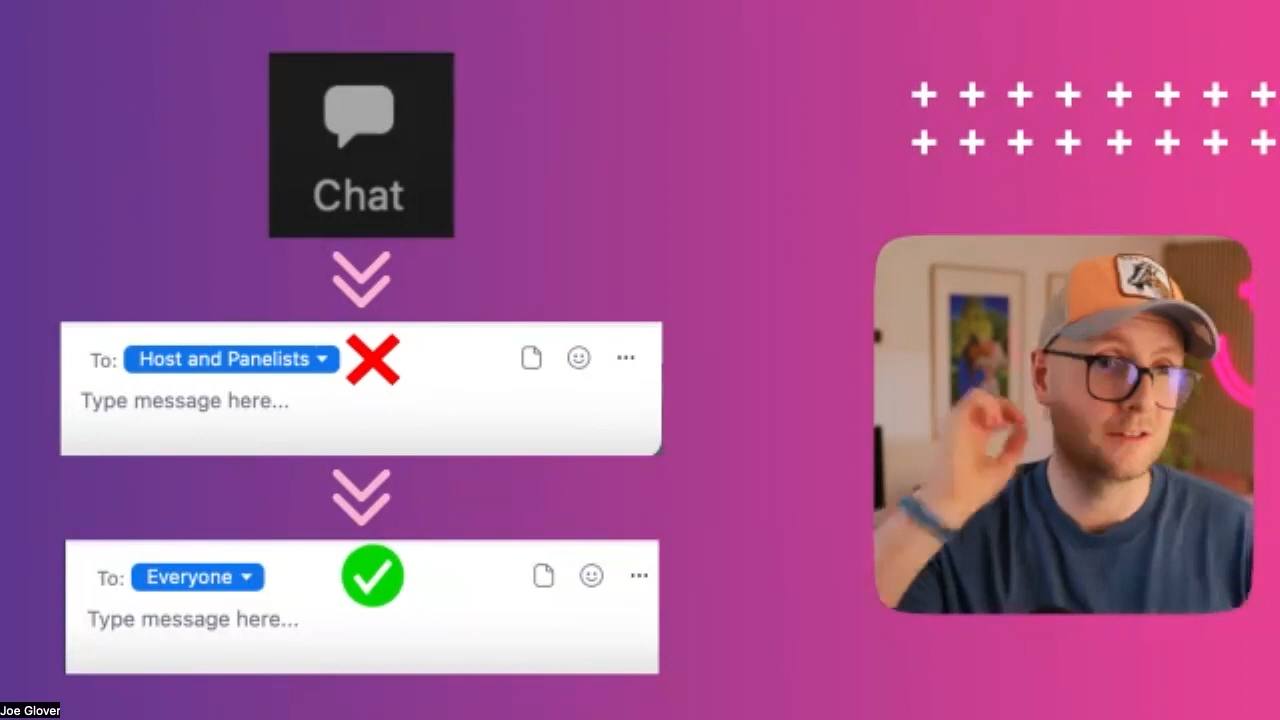 Chat
To: Host and Panelists
Type message here...
To: Everyone
Type message here...
Joe Glover